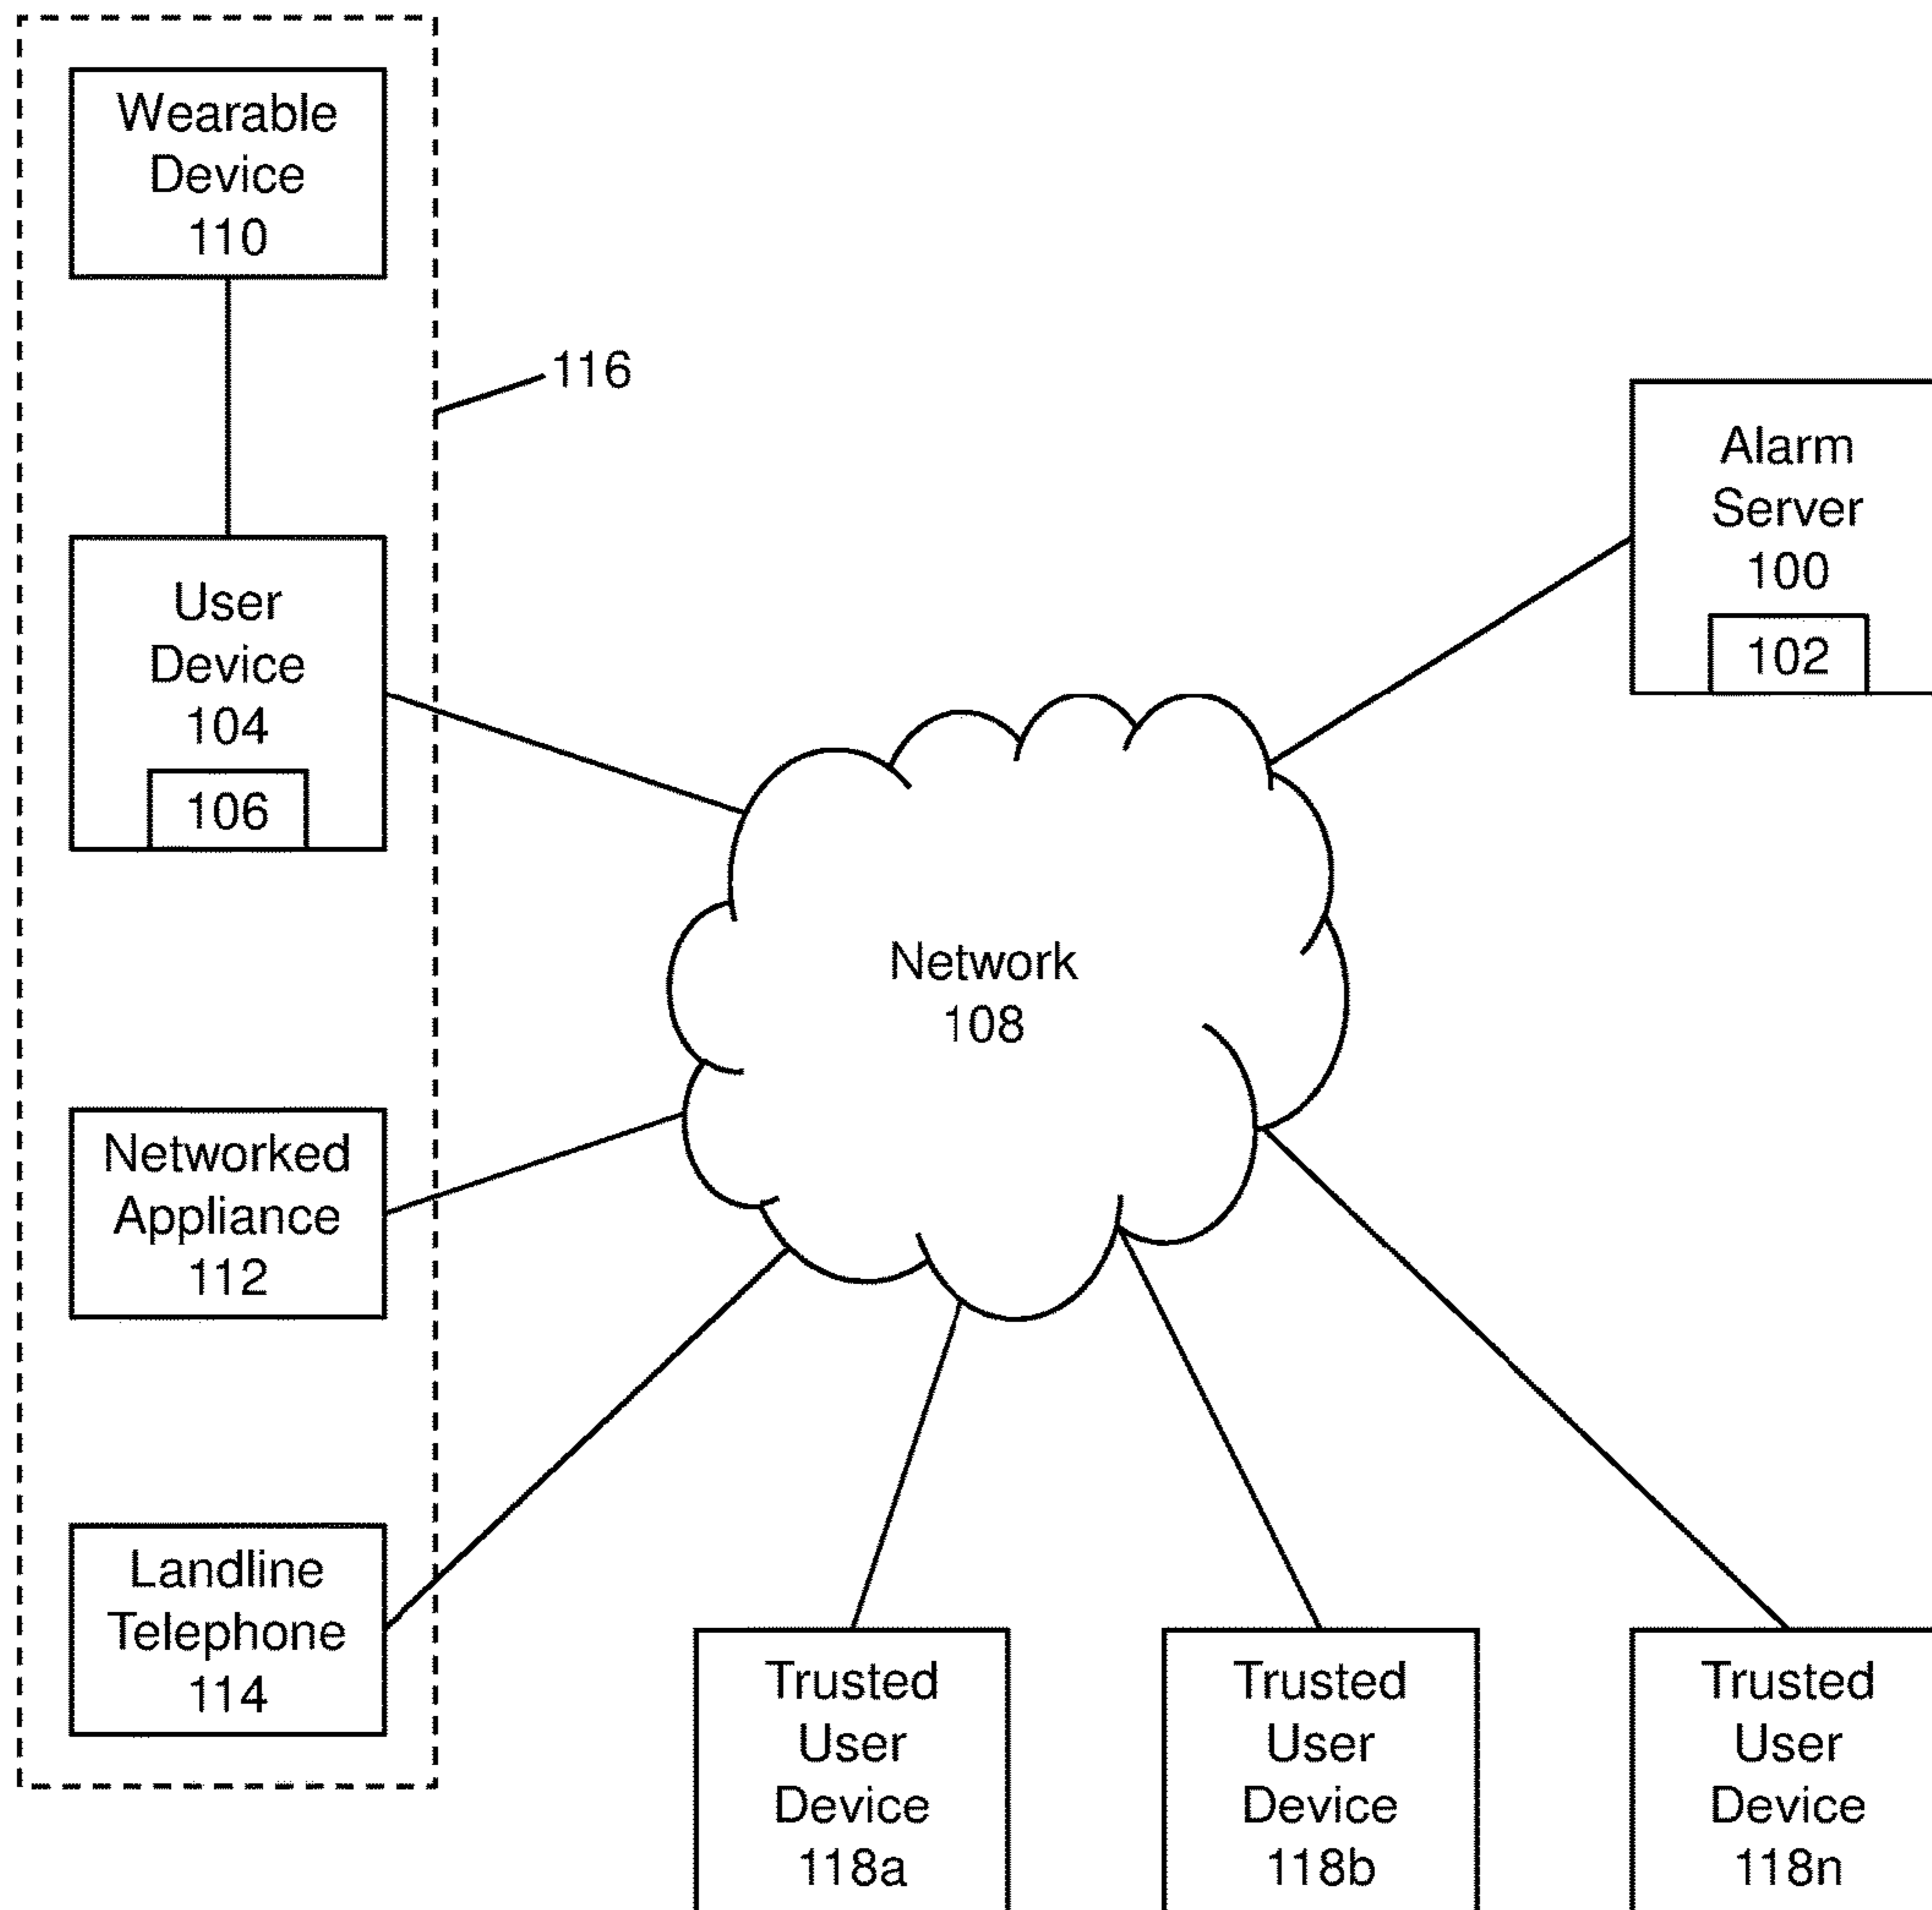 Wearable
Device
110
116
User
Device
104
106
Alarm
Server
100
102
Network
108
Networked
Appliance
112
Landline
Telephone
114
Trusted
User
Device
118a
Trusted
User
Device
118b
Trusted
User
Device
118n